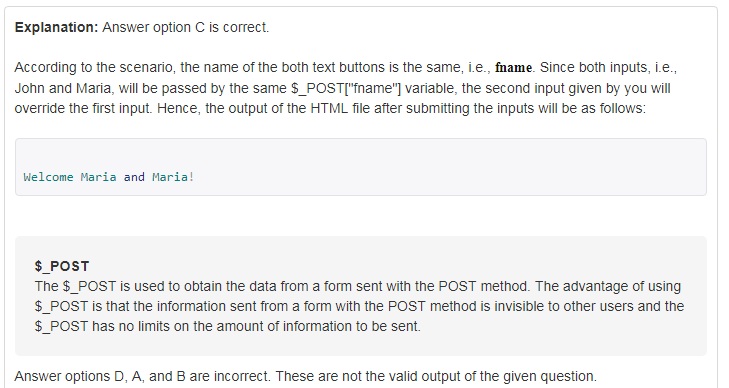 Explanation: Answer option C is correct.
According to the scenario, the name of the both text buttons is the same, i.e., fname. Since both inputs, i.e.,
John and Maria, will be passed by the same $_POST["fname"] variable, the second input given by you will
override the first input. Hence, the output of the HTML file after submitting the inputs will be as follows:
Welcome Maria and Maria!
$_POST
The $_POST is used to obtain the data from a form sent with the POST method. The advantage of using
$_POST is that the information sent from a form with the POST method is invisible to other users and the
$_POST has no limits on the amount of information to be sent.
Answer options D, A, and B are incorrect. These are not the valid output of the given question.